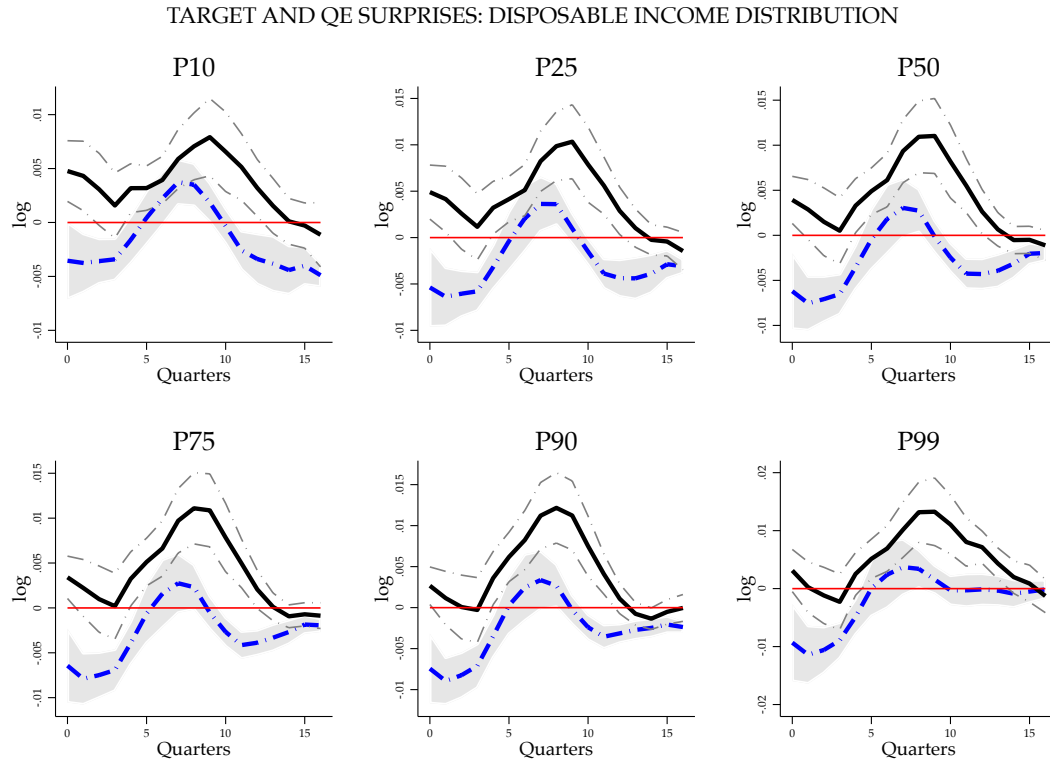 TARGET AND QE SURPRISES: DISPOSABLE INCOME DISTRIBUTION
P10
P25
P50
log
.01
.005
0
-.005
-.01
0 5 10 15
Quarters
log
.015
.01
.005
0
-.005
-.01
0 5 10 15
Quarters
log
.015
.01
.005
0
-.005
-.01
0 5 10 15
Quarters
P75
P90
P99
log
.015
.01
.005
0
-.005
-.01
0 5 10 15
Quarters
log
.015
.01
.005
0
-.005
-.01
0 5 10 15
Quarters
log
.02
.01
0
-.01
-.02
0 5 10 15
Quarters